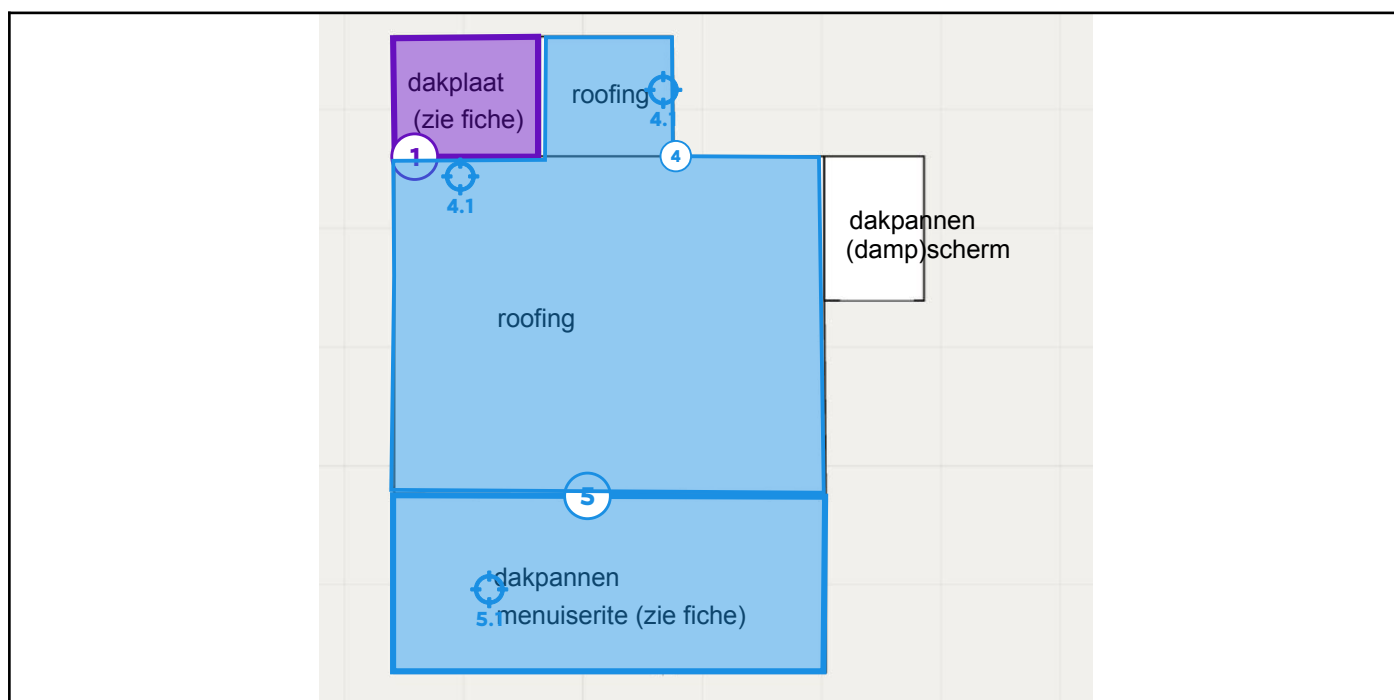 dakplaat
(zie fiche)
roofing
4.1
1
4
4.1
dakpannen
(damp)scherm
roofing
5
dakpannen
5.1
menuiserite (zie fiche)